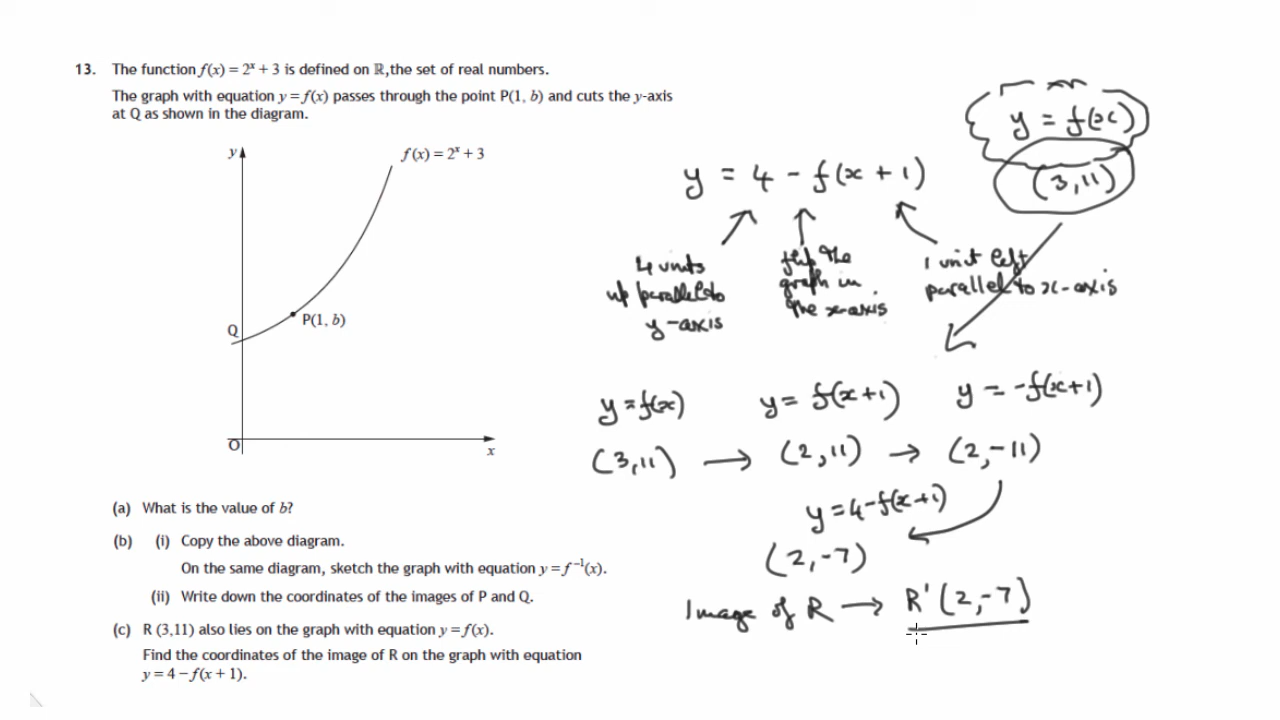 13. The function f(x) = 2ˣ + 3 is defined on ℝ,the set of real numbers.
The graph with equation y = f(x) passes through the point P(1, b) and cuts the y-axis
at Q as shown in the diagram.
y
f(x) = 2ˣ + 3
Q
P(1, b)
O
x
(a) What is the value of b?
(b) (i) Copy the above diagram.
On the same diagram, sketch the graph with equation y = f⁻¹(x).
(ii) Write down the coordinates of the images of P and Q.
(c) R (3,11) also lies on the graph with equation y = f(x).
Find the coordinates of the image of R on the graph with equation
y = 4 – f(x + 1).
y = f(x)
(3,11)
y = 4 - f(x + 1)
4 units
up parallel to
y-axis
flip the
graph in
the x-axis
1 unit left
parallel to x-axis
y = f(x) y = f(x+1) y = -f(x+1)
(3,11) → (2,11) → (2,-11)
y = 4 - f(x+1)
(2,-7)
Image of R → R'(2,-7)